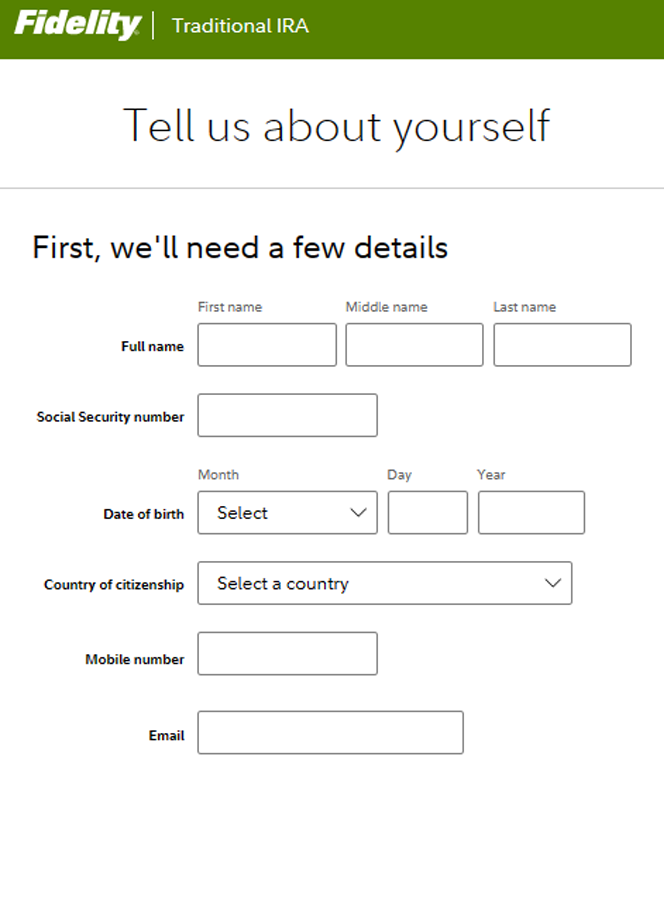 Fidelity | Traditional IRA
Tell us about yourself
First, we'll need a few details
First name Middle name Last name
Full name
Social Security number
Month Day Year
Date of birth Select
Country of citizenship Select a country
Mobile number
Email